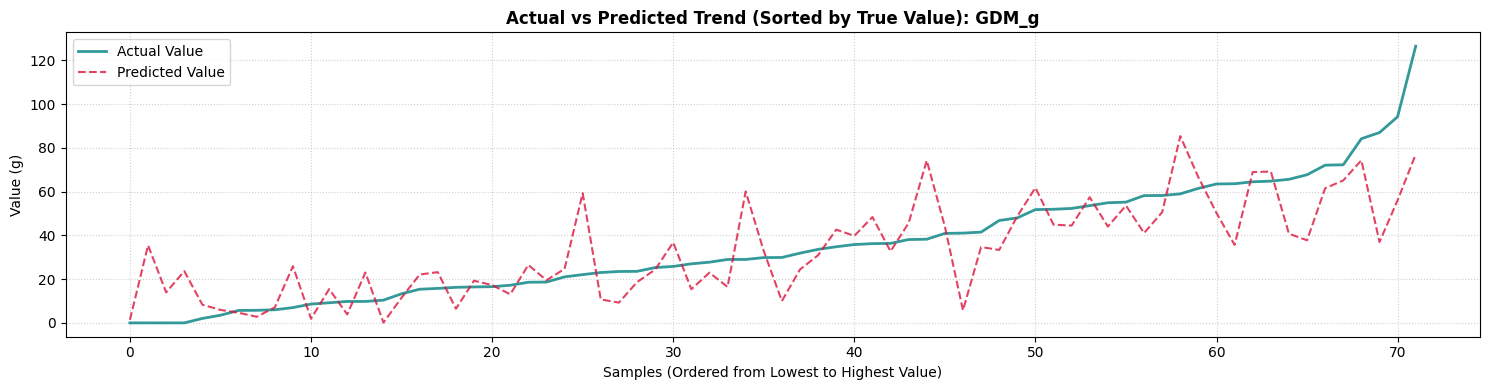 Actual vs Predicted Trend (Sorted by True Value): GDM_g
Actual Value
Predicted Value
Value (g)
120
100
80
60
40
20
0
0 10 20 30 40 50 60 70
Samples (Ordered from Lowest to Highest Value)